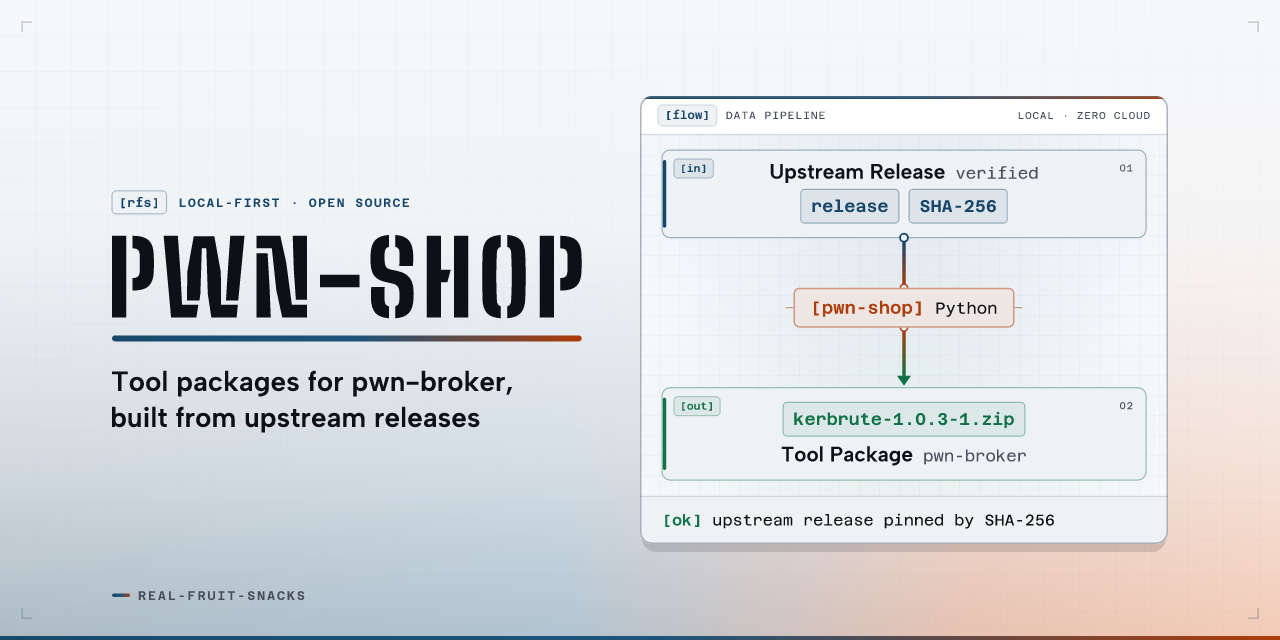 [rfs] LOCAL-FIRST · OPEN SOURCE
PWN-SHOP
Tool packages for pwn-broker,
built from upstream releases
REAL-FRUIT-SNACKS
[flow] DATA PIPELINE LOCAL · ZERO CLOUD
[in] Upstream Release verified 01
release SHA-256
[pwn-shop] Python
[out] kerbrute-1.0.3-1.zip 02
Tool Package pwn-broker
[ok] upstream release pinned by SHA-256